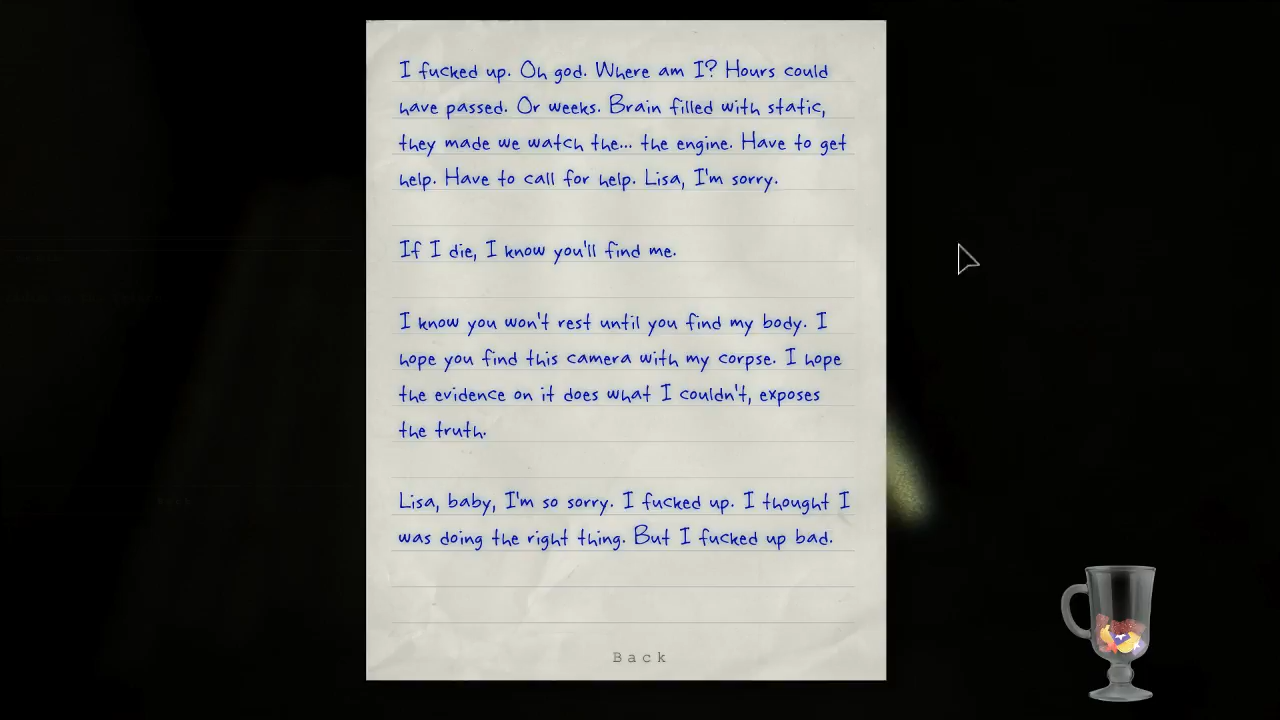 I fucked up. Oh god. Where am I? Hours could
have passed. Or weeks. Brain filled with static,
they made we watch the... the engine. Have to get
help. Have to call for help. Lisa, I'm sorry.
If I die, I know you'll find me.
I know you won't rest until you find my body. I
hope you find this camera with my corpse. I hope
the evidence on it does what I couldn't, exposes
the truth.
Lisa, baby, I'm so sorry. I fucked up. I thought I
was doing the right thing. But I fucked up bad.
Back